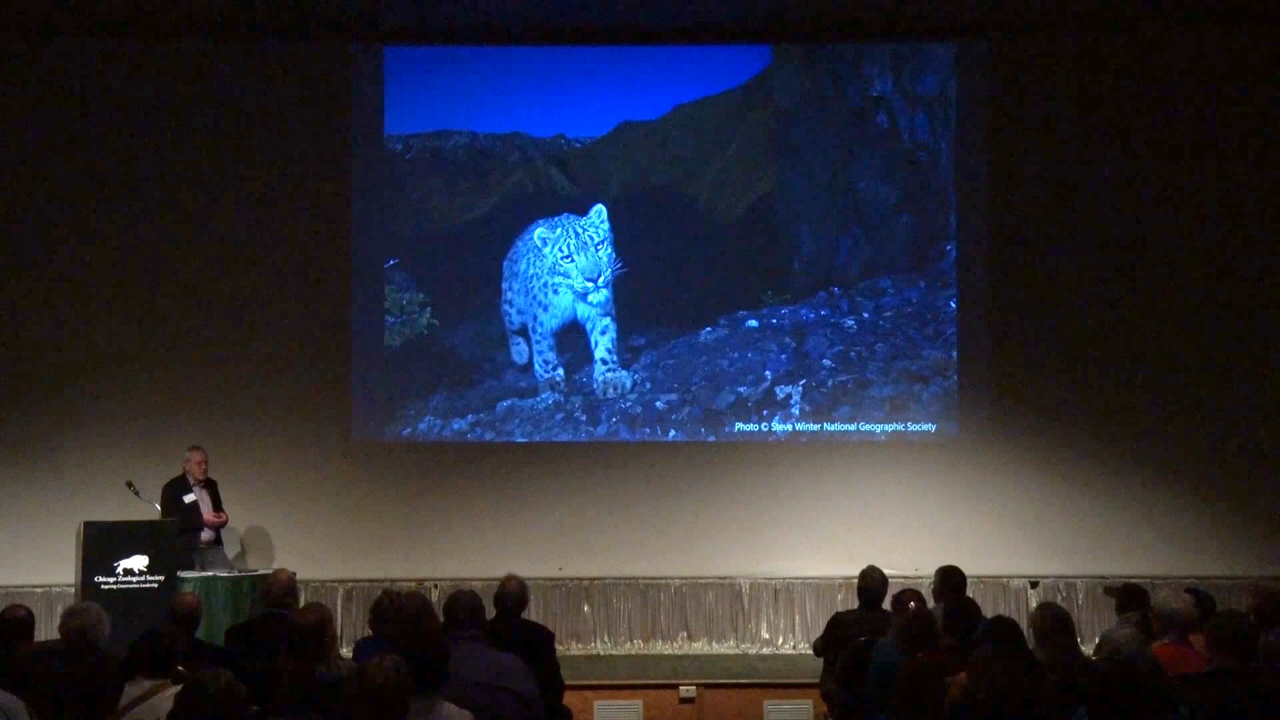 Photo © Steve Winter National Geographic Society
Chicago Zoological Society
Inspiring Conservation Leadership